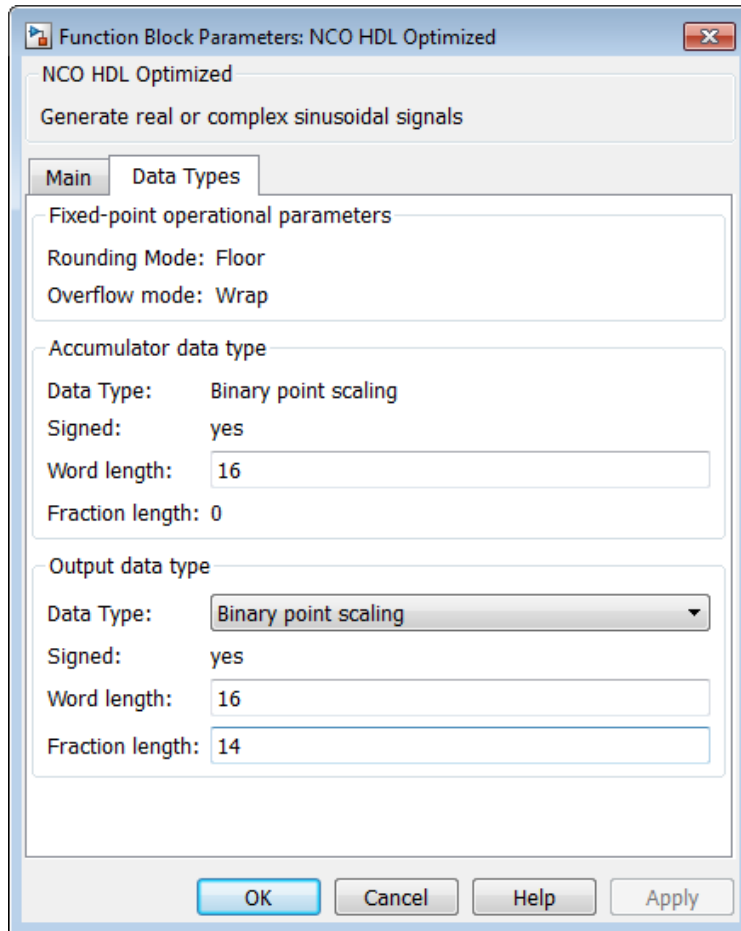 Function Block Parameters: NCO HDL Optimized
NCO HDL Optimized
Generate real or complex sinusoidal signals
Main Data Types
Fixed-point operational parameters
Rounding Mode: Floor
Overflow mode: Wrap
Accumulator data type
Data Type: Binary point scaling
Signed: yes
Word length: 16
Fraction length: 0
Output data type
Data Type: Binary point scaling
Signed: yes
Word length: 16
Fraction length: 14
OK Cancel Help Apply